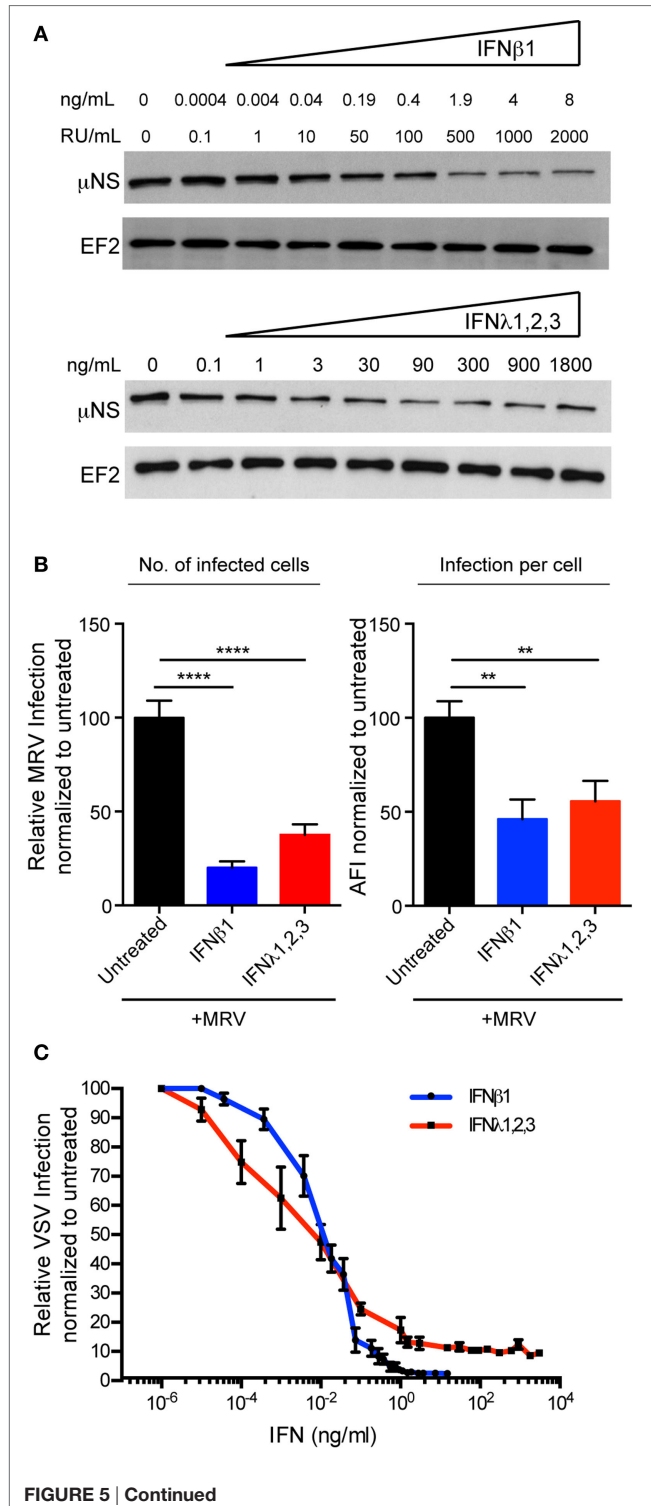 A
IFNβ1
ng/mL 0 0.0004 0.004 0.04 0.19 0.4 1.9 4 8
RU/mL 0 0.1 1 10 50 100 500 1000 2000
μNS
EF2
IFNλ1,2,3
ng/mL 0 0.1 1 3 30 90 300 900 1800
μNS
EF2
B
No. of infected cells
Relative MRV Infection
normalized to untreated
150
100
50
0
****
****
Untreated
IFNβ1
IFNλ1,2,3
+MRV
Infection per cell
AFI normalized to untreated
150
100
50
0
**
**
Untreated
IFNβ1
IFNλ1,2,3
+MRV
C
Relative VSV Infection
normalized to untreated
100
90
80
70
60
50
40
30
20
10
0
IFNβ1
IFNλ1,2,3
10⁻⁶ 10⁻⁴ 10⁻² 10⁰ 10² 10⁴
IFN (ng/ml)
FIGURE 5 | Continued